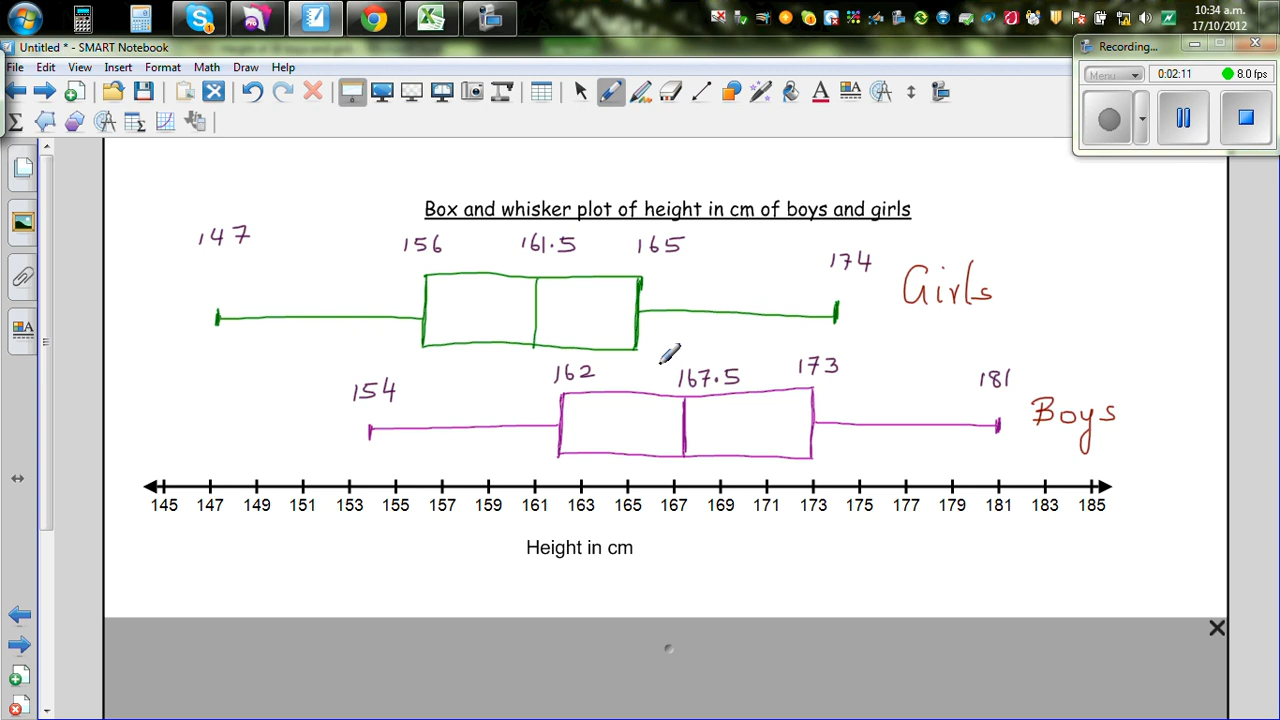 10:34 a.m.
17/10/2012
Untitled * - SMART Notebook
Recording...
File Edit View Insert Format Math Draw Help
Menu
0:02:11
8.0 fps
Box and whisker plot of height in cm of boys and girls
147 156 161.5 165 174
Girls
154 162 167.5 173 181
Boys
145 147 149 151 153 155 157 159 161 163 165 167 169 171 173 175 177 179 181 183 185
Height in cm